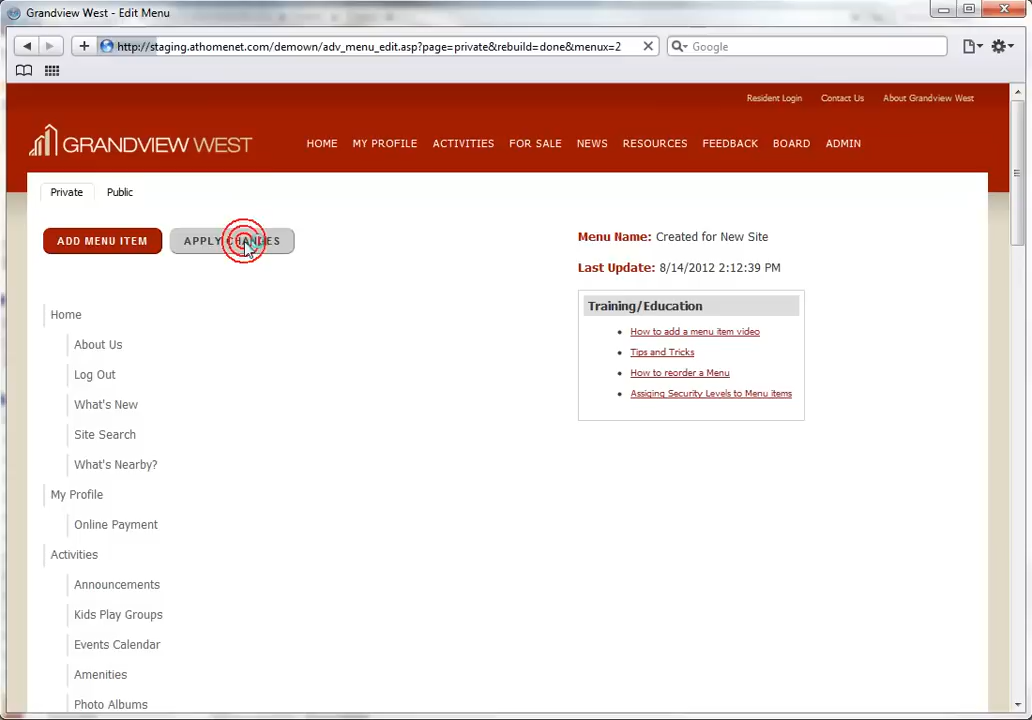 Grandview West - Edit Menu
http://staging.athomenet.com/demown/adv_menu_edit.asp?page=private&rebuild=done&menux=2
Google
Resident Login Contact Us About Grandview West
GRANDVIEW WEST
HOME MY PROFILE ACTIVITIES FOR SALE NEWS RESOURCES FEEDBACK BOARD ADMIN
Private Public
ADD MENU ITEM APPLY CHANGES
Menu Name: Created for New Site
Last Update: 8/14/2012 2:12:39 PM
Training/Education
How to add a menu item video
Tips and Tricks
How to reorder a Menu
Assiging Security Levels to Menu items
Home
About Us
Log Out
What's New
Site Search
What's Nearby?
My Profile
Online Payment
Activities
Announcements
Kids Play Groups
Events Calendar
Amenities
Photo Albums